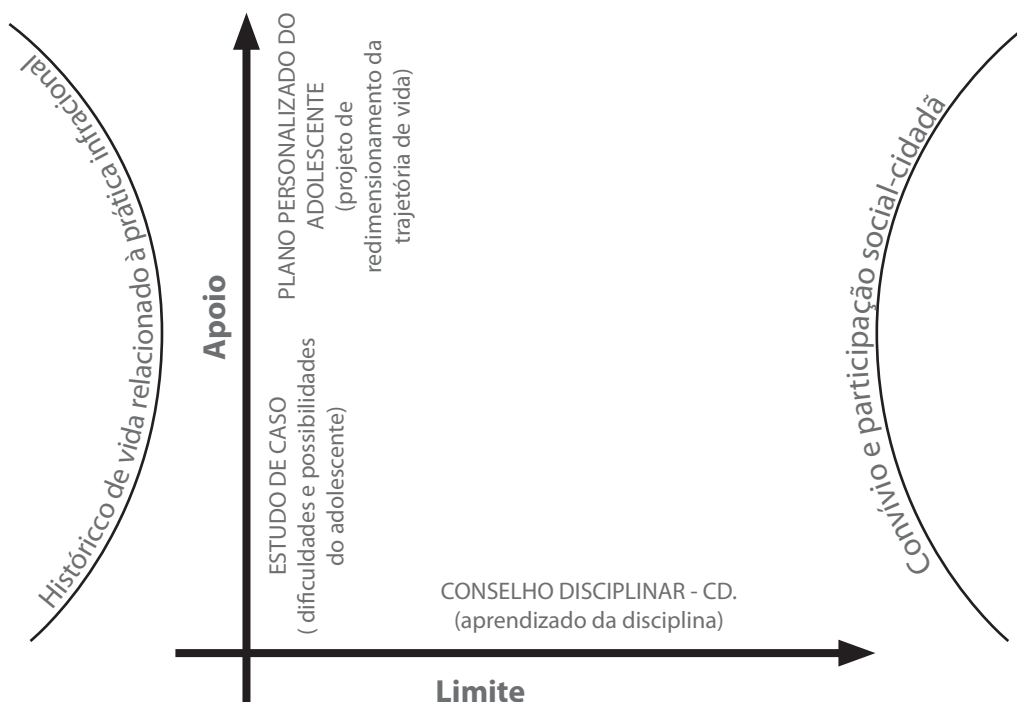 Históricco de vida relacionado à prática infracional
Apoio
PLANO PERSONALIZADO DO
ADOLESCENTE
(projeto de
redimensionamento da
trajetória de vida)
ESTUDO DE CASO
( dificuldades e possibilidades
do adolescente)
CONSELHO DISCIPLINAR - CD.
(aprendizado da disciplina)
Limite
Convívio e participação social-cidadã